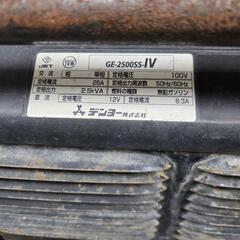 JET TEW GE-2500SS-IV
交流 相 単相 定格電圧 100V
定格電流 25A 定格出力周波数 50Hz/60Hz
定格出力 2.5kVA 燃料の種類 無鉛ガソリン
直流 定格電圧 12V 定格電流 8.3A
デンヨー株式会社